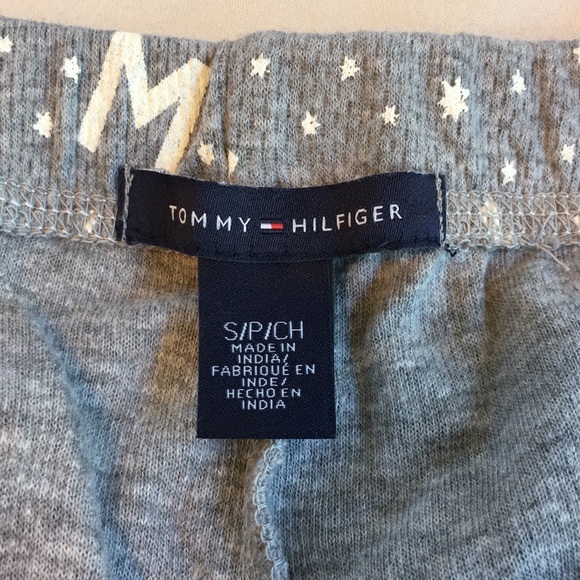 M
TOMMY HILFIGER
S/P/CH
MADE IN
INDIA/
FABRIQUÉ EN
INDE/
HECHO EN
INDIA